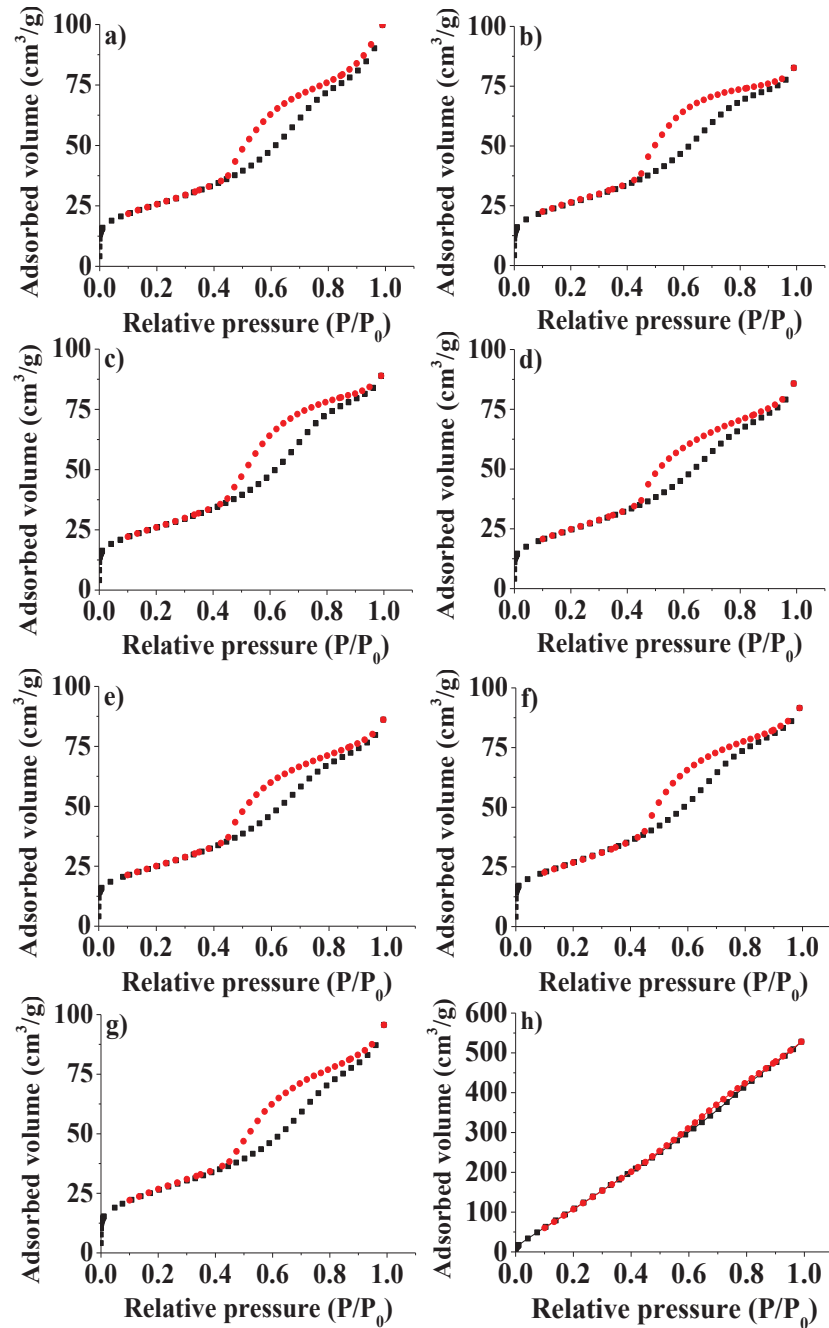 a)
100
75
50
25
0
Adsorbed volume (cm³/g)
0.0 0.2 0.4 0.6 0.8 1.0
Relative pressure (P/P₀)
b)
100
75
50
25
0
Adsorbed volume (cm³/g)
0.0 0.2 0.4 0.6 0.8 1.0
Relative pressure (P/P₀)
c)
100
75
50
25
0
Adsorbed volume (cm³/g)
0.0 0.2 0.4 0.6 0.8 1.0
Relative pressure (P/P₀)
d)
100
75
50
25
0
Adsorbed volume (cm³/g)
0.0 0.2 0.4 0.6 0.8 1.0
Relative pressure (P/P₀)
e)
100
75
50
25
0
Adsorbed volume (cm³/g)
0.0 0.2 0.4 0.6 0.8 1.0
Relative pressure (P/P₀)
f)
100
75
50
25
0
Adsorbed volume (cm³/g)
0.0 0.2 0.4 0.6 0.8 1.0
Relative pressure (P/P₀)
g)
100
75
50
25
0
Adsorbed volume (cm³/g)
0.0 0.2 0.4 0.6 0.8 1.0
Relative pressure (P/P₀)
h)
600
500
400
300
200
100
0
Adsorbed volume (cm³/g)
0.0 0.2 0.4 0.6 0.8 1.0
Relative pressure (P/P₀)